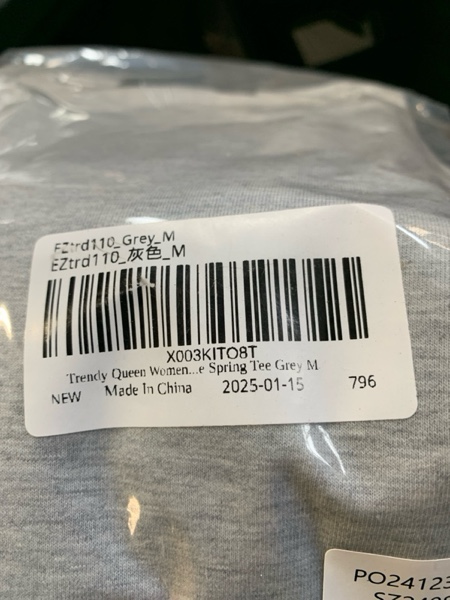 EZtrd110_Grey_M
EZtrd110_灰色_M
X003KITO8T
Trendy Queen Women...e Spring Tee Grey M
NEW Made In China 2025-01-15 796
PO24123